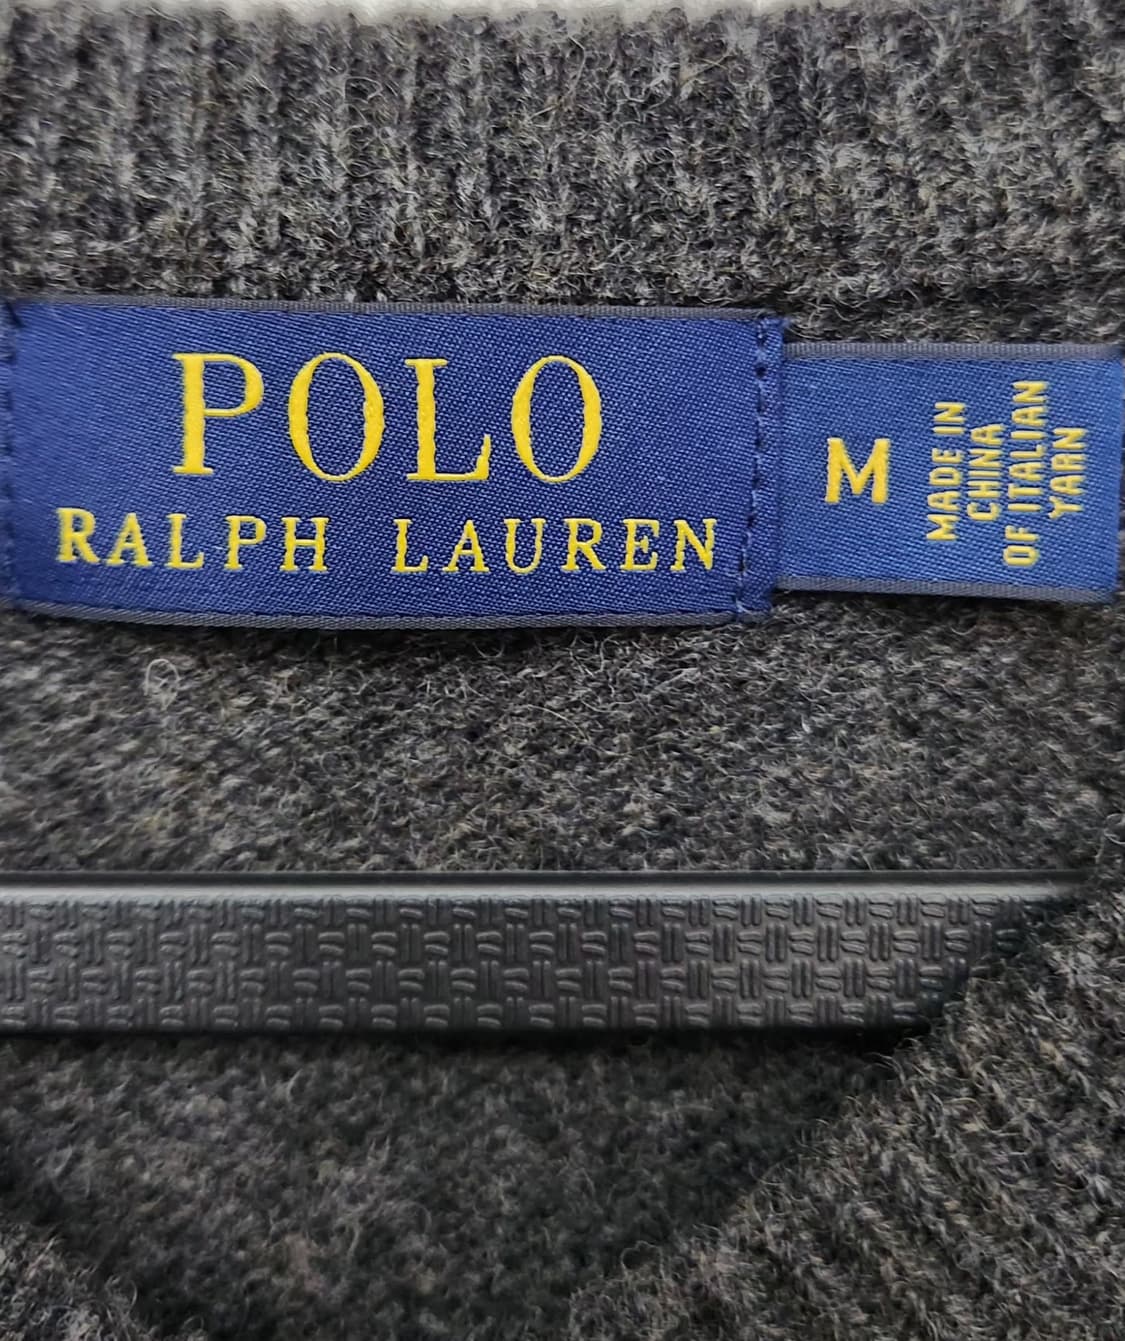 POLO
RALPH LAUREN
M
MADE IN
CHINA
OF ITALIAN
YARN